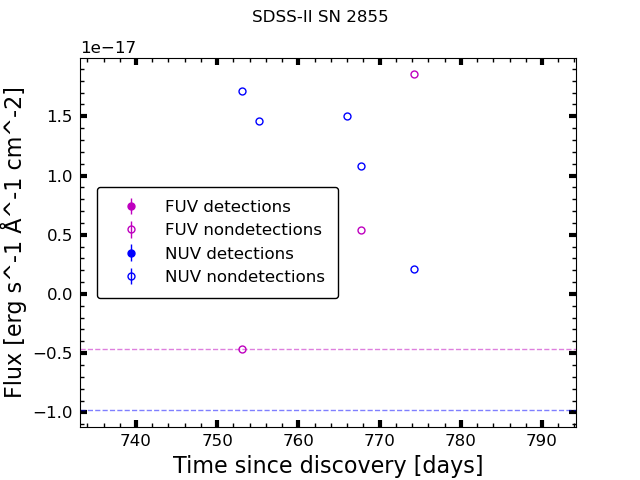 SDSS-II SN 2855
1e−17
Flux [erg s^-1 Å^-1 cm^-2]
1.5
1.0
0.5
0.0
−0.5
−1.0
FUV detections
FUV nondetections
NUV detections
NUV nondetections
740 750 760 770 780 790
Time since discovery [days]